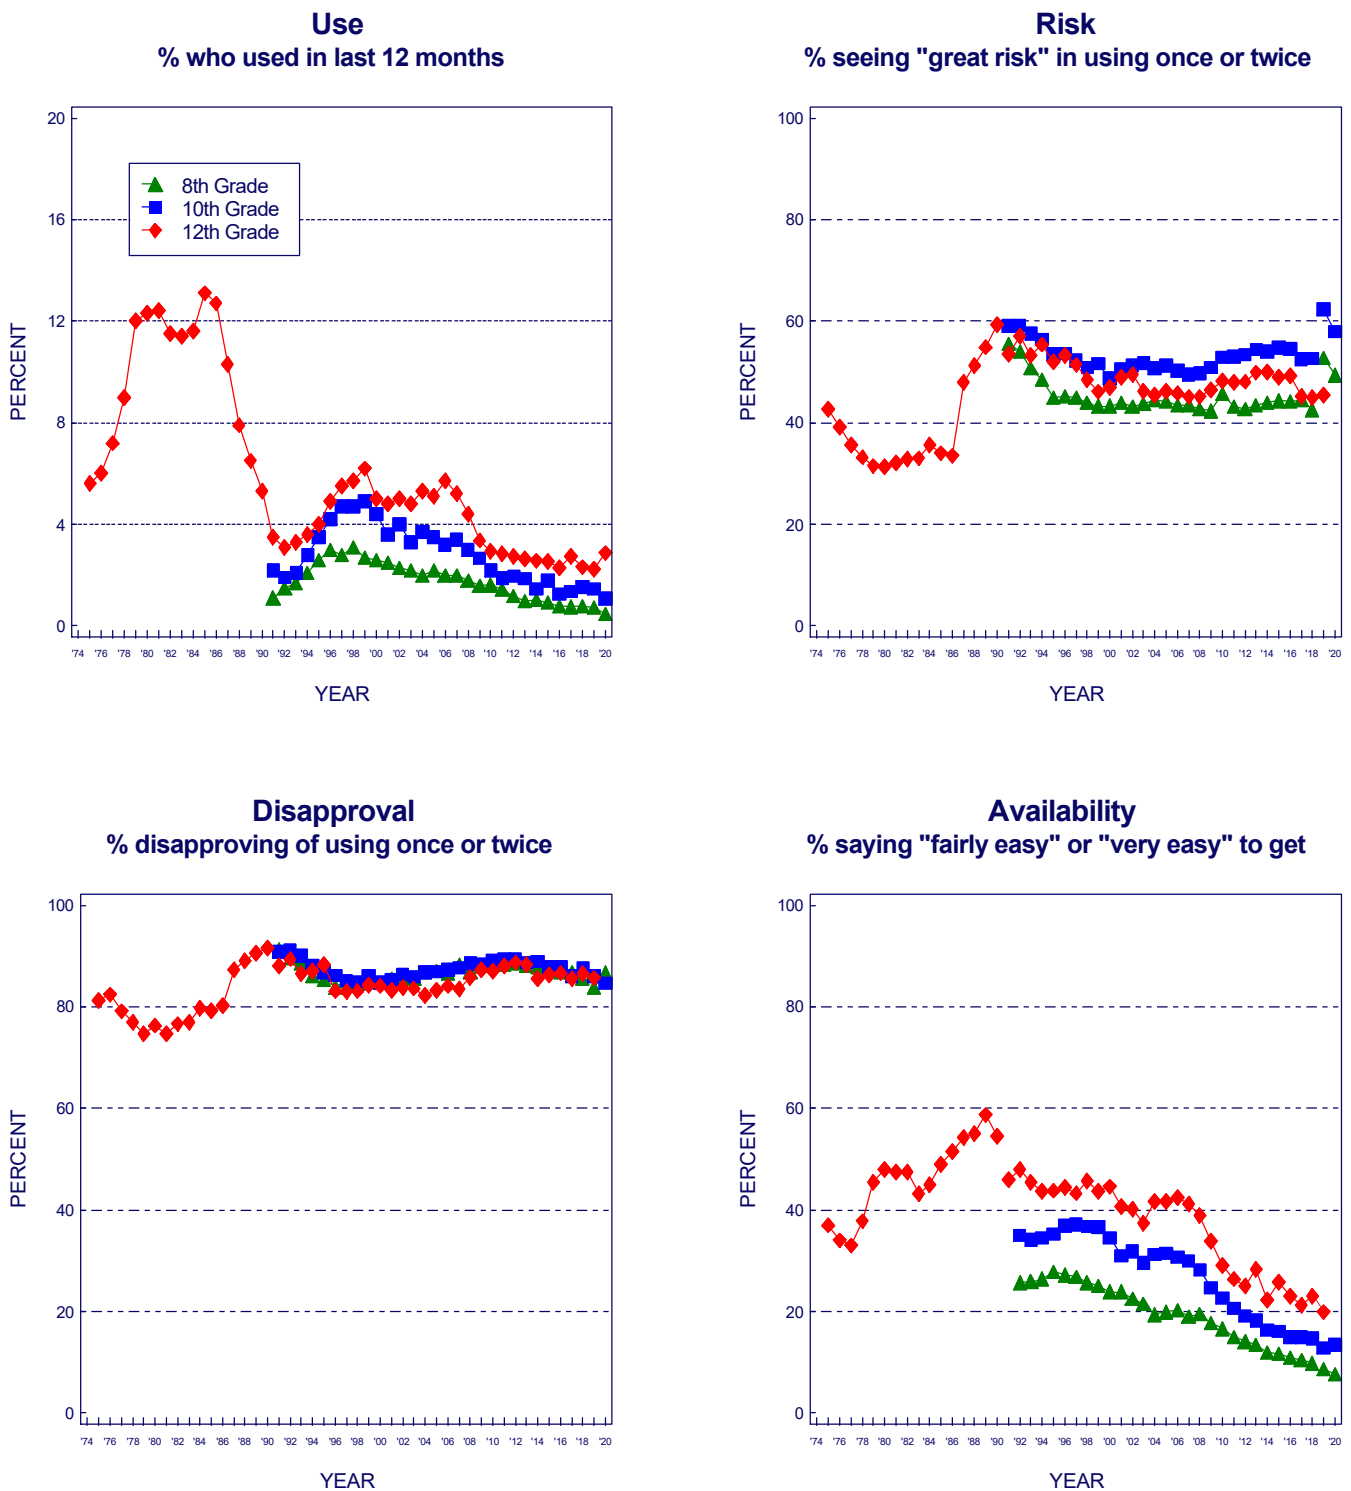 Use
% who used in last 12 months
20
16
12
8
4
0
PERCENT
8th Grade
10th Grade
12th Grade
'74 '76 '78 '80 '82 '84 '86 '88 '90 '92 '94 '96 '98 '00 '02 '04 '06 '08 '10 '12 '14 '16 '18 '20
YEAR
Risk
% seeing "great risk" in using once or twice
100
80
60
40
20
0
PERCENT
'74 '76 '78 '80 '82 '84 '86 '88 '90 '92 '94 '96 '98 '00 '02 '04 '06 '08 '10 '12 '14 '16 '18 '20
YEAR
Disapproval
% disapproving of using once or twice
100
80
60
40
20
0
PERCENT
'74 '76 '78 '80 '82 '84 '86 '88 '90 '92 '94 '96 '98 '00 '02 '04 '06 '08 '10 '12 '14 '16 '18 '20
YEAR
Availability
% saying "fairly easy" or "very easy" to get
100
80
60
40
20
0
PERCENT
'74 '76 '78 '80 '82 '84 '86 '88 '90 '92 '94 '96 '98 '00 '02 '04 '06 '08 '10 '12 '14 '16 '18 '20
YEAR